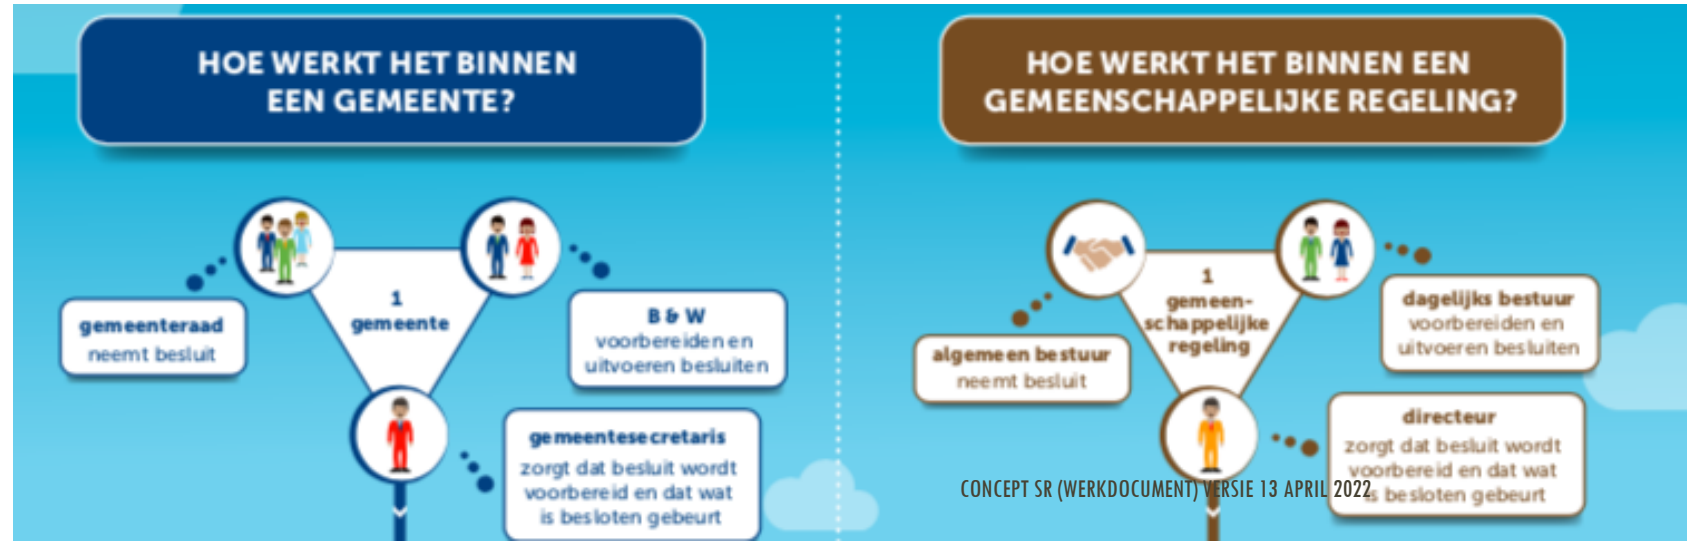 HOE WERKT HET BINNEN
EEN GEMEENTE?
1
gemeente
gemeenteraad
neemt besluit
B & W
voorbereiden en
uitvoeren besluiten
gemeentesecretaris
zorgt dat besluit wordt
voorbereid en dat wat
is besloten gebeurt
HOE WERKT HET BINNEN EEN
GEMEENSCHAPPELIJKE REGELING?
1
gemeen-
schappelijke
regeling
algemeen bestuur
neemt besluit
dagelijks bestuur
voorbereiden en
uitvoeren besluiten
directeur
zorgt dat besluit wordt
voorbereid en dat wat
is besloten gebeurt
CONCEPT SR (WERKDOCUMENT) VERSIE 13 APRIL 2022